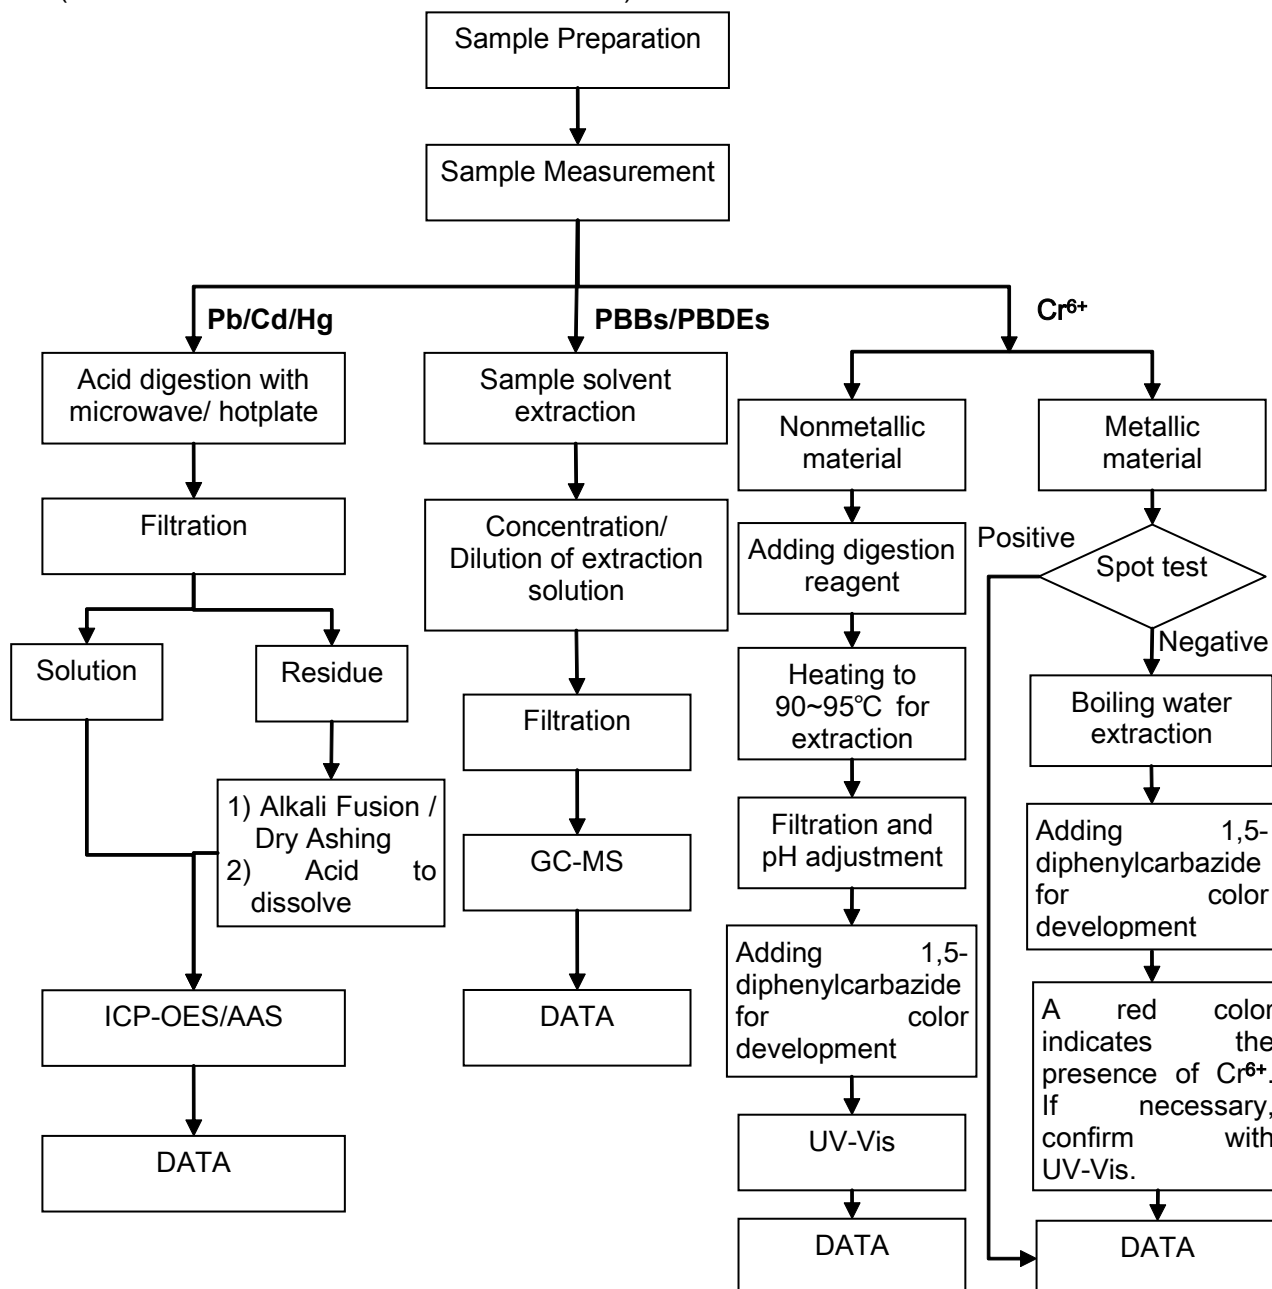 Sample Preparation
Sample Measurement
Pb/Cd/Hg
PBBs/PBDEs
Cr⁶⁺
Acid digestion with
microwave/ hotplate
Filtration
Solution
Residue
1) Alkali Fusion /
Dry Ashing
2) Acid to
dissolve
ICP-OES/AAS
DATA
Sample solvent
extraction
Concentration/
Dilution of extraction
solution
Filtration
GC-MS
DATA
Nonmetallic
material
Adding digestion
reagent
Heating to
90~95℃ for
extraction
Filtration and
pH adjustment
Adding 1,5-
diphenylcarbazide
for color
development
UV-Vis
DATA
Metallic
material
Positive
Spot test
Negative
Boiling water
extraction
Adding 1,5-
diphenylcarbazide
for color
development
A red color
indicates the
presence of Cr⁶⁺.
If necessary,
confirm with
UV-Vis.
DATA